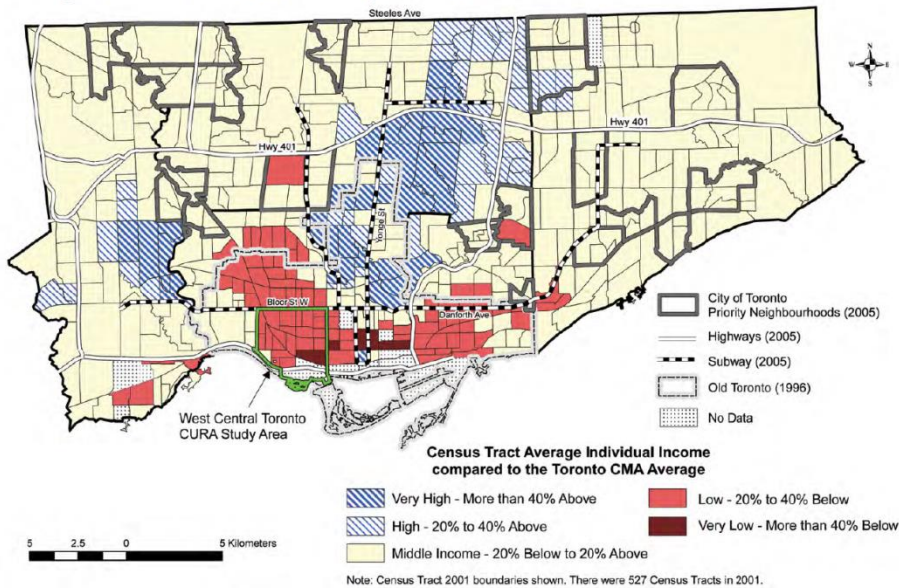 Steeles Ave
N
W E
S
Hwy 401
Hwy 401
Yonge St
Bloor St W
Danforth Ave
West Central Toronto
CURA Study Area
City of Toronto
Priority Neighbourhoods (2005)
Highways (2005)
Subway (2005)
Old Toronto (1996)
No Data
Census Tract Average Individual Income
compared to the Toronto CMA Average
Very High - More than 40% Above
Low - 20% to 40% Below
High - 20% to 40% Above
Very Low - More than 40% Below
Middle Income - 20% Below to 20% Above
5 2.5 0 5 Kilometers
Note: Census Tract 2001 boundaries shown. There were 527 Census Tracts in 2001.